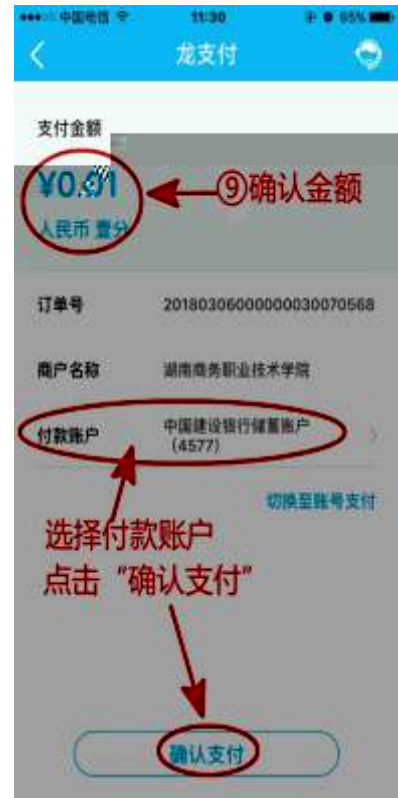 中国电信 11:30 95%
龙支付
支付金额
¥0.01
⑨确认金额
人民币 壹分
订单号 20180306000000030070568
商户名称 湖南商务职业技术学院
付款账户 中国建设银行储蓄账户
(4577)
切换至账号支付
选择付款账户
点击“确认支付”
确认支付